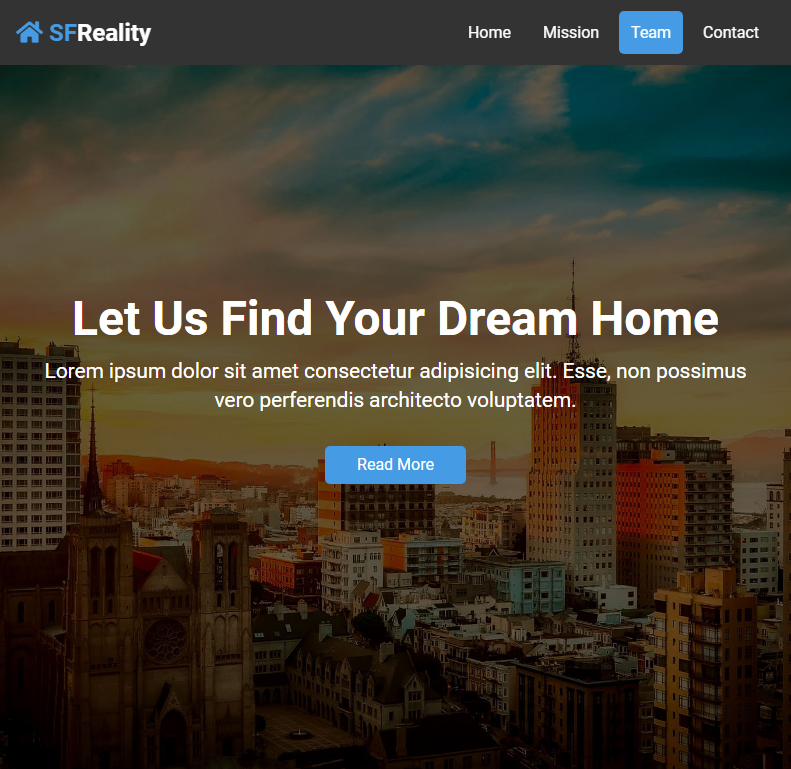 SFReality
Home Mission Team Contact
Let Us Find Your Dream Home
Lorem ipsum dolor sit amet consectetur adipisicing elit. Esse, non possimus
vero perferendis architecto voluptatem.
Read More